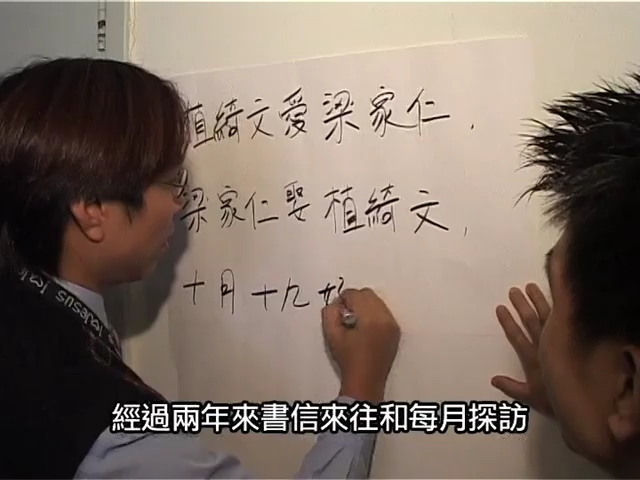 植綺文愛梁家仁，
梁家仁娶植綺文，
十月十九
經過兩年來書信來往和每月探訪